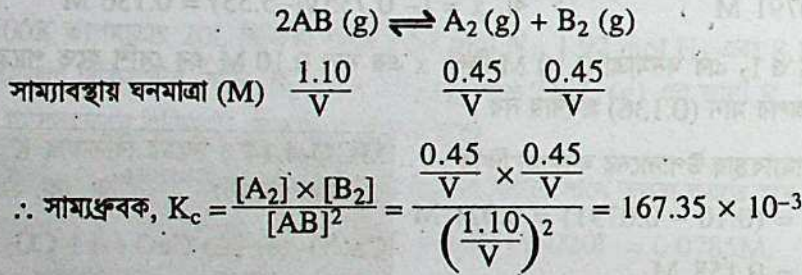 2AB (g) ⇌ A₂ (g) + B₂ (g)
সাম্যাবস্থায় ঘনমাত্রা (M) 1.10/V 0.45/V 0.45/V
∴ সাম্যধ্রুবক, K_c = [A₂] × [B₂] / [AB]² = (0.45/V × 0.45/V) / (1.10/V)² = 167.35 × 10⁻³